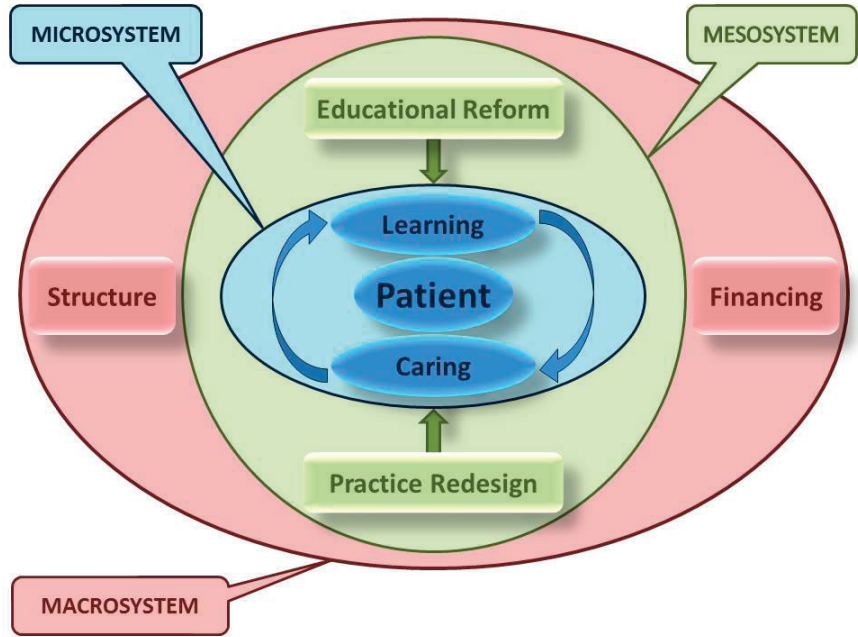 MICROSYSTEM
MESOSYSTEM
Educational Reform
Learning
Structure
Patient
Financing
Caring
Practice Redesign
MACROSYSTEM